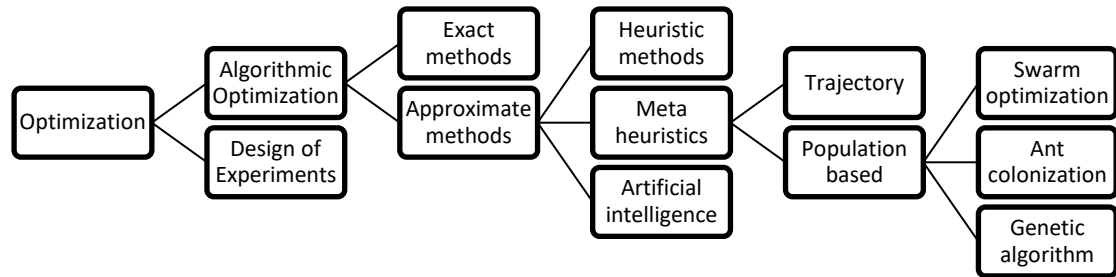 Optimization
Algorithmic
Optimization
Design of
Experiments
Exact
methods
Approximate
methods
Heuristic
methods
Meta
heuristics
Artificial
intelligence
Trajectory
Population
based
Swarm
optimization
Ant
colonization
Genetic
algorithm